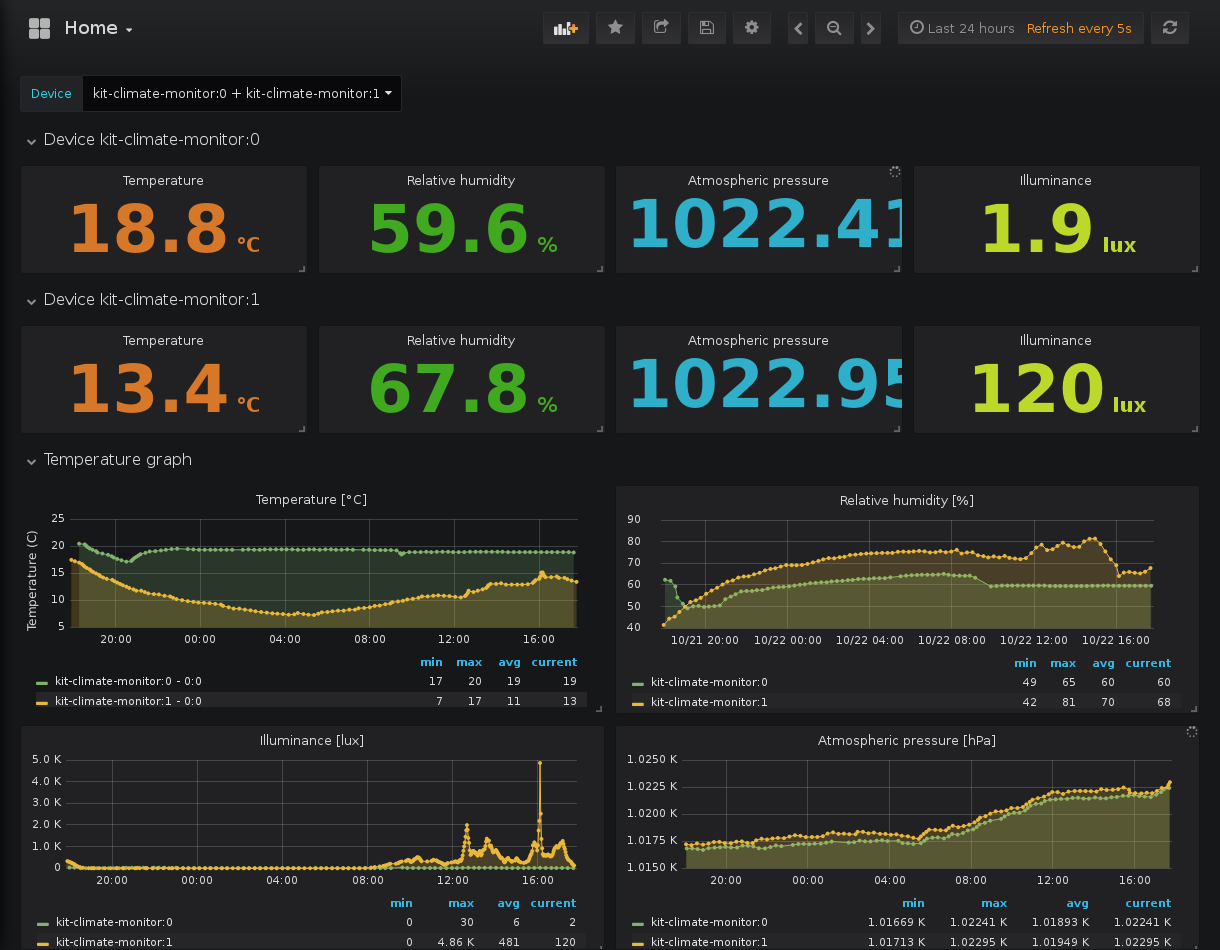 Home
Last 24 hours Refresh every 5s
Device kit-climate-monitor:0 + kit-climate-monitor:1
Device kit-climate-monitor:0
Temperature Relative humidity Atmospheric pressure Illuminance
18.8 °C 59.6 % 1022.41 1.9 lux
Device kit-climate-monitor:1
Temperature Relative humidity Atmospheric pressure Illuminance
13.4 °C 67.8 % 1022.95 120 lux
Temperature graph
Temperature [°C]
Temperature (C)
25
20
15
10
5
20:00 00:00 04:00 08:00 12:00 16:00
min max avg current
kit-climate-monitor:0 - 0:0 17 20 19 19
kit-climate-monitor:1 - 0:0 7 17 11 13
Relative humidity [%]
90
80
70
60
50
40
10/21 20:00 10/22 00:00 10/22 04:00 10/22 08:00 10/22 12:00 10/22 16:00
min max avg current
kit-climate-monitor:0 49 65 60 60
kit-climate-monitor:1 42 81 70 68
Illuminance [lux]
5.0 K
4.0 K
3.0 K
2.0 K
1.0 K
0
20:00 00:00 04:00 08:00 12:00 16:00
min max avg current
kit-climate-monitor:0 0 30 6 2
kit-climate-monitor:1 0 4.86 K 481 120
Atmospheric pressure [hPa]
1.0250 K
1.0225 K
1.0200 K
1.0175 K
1.0150 K
20:00 00:00 04:00 08:00 12:00 16:00
min max avg current
kit-climate-monitor:0 1.01669 K 1.02241 K 1.01893 K 1.02241 K
kit-climate-monitor:1 1.01713 K 1.02295 K 1.01949 K 1.02295 K